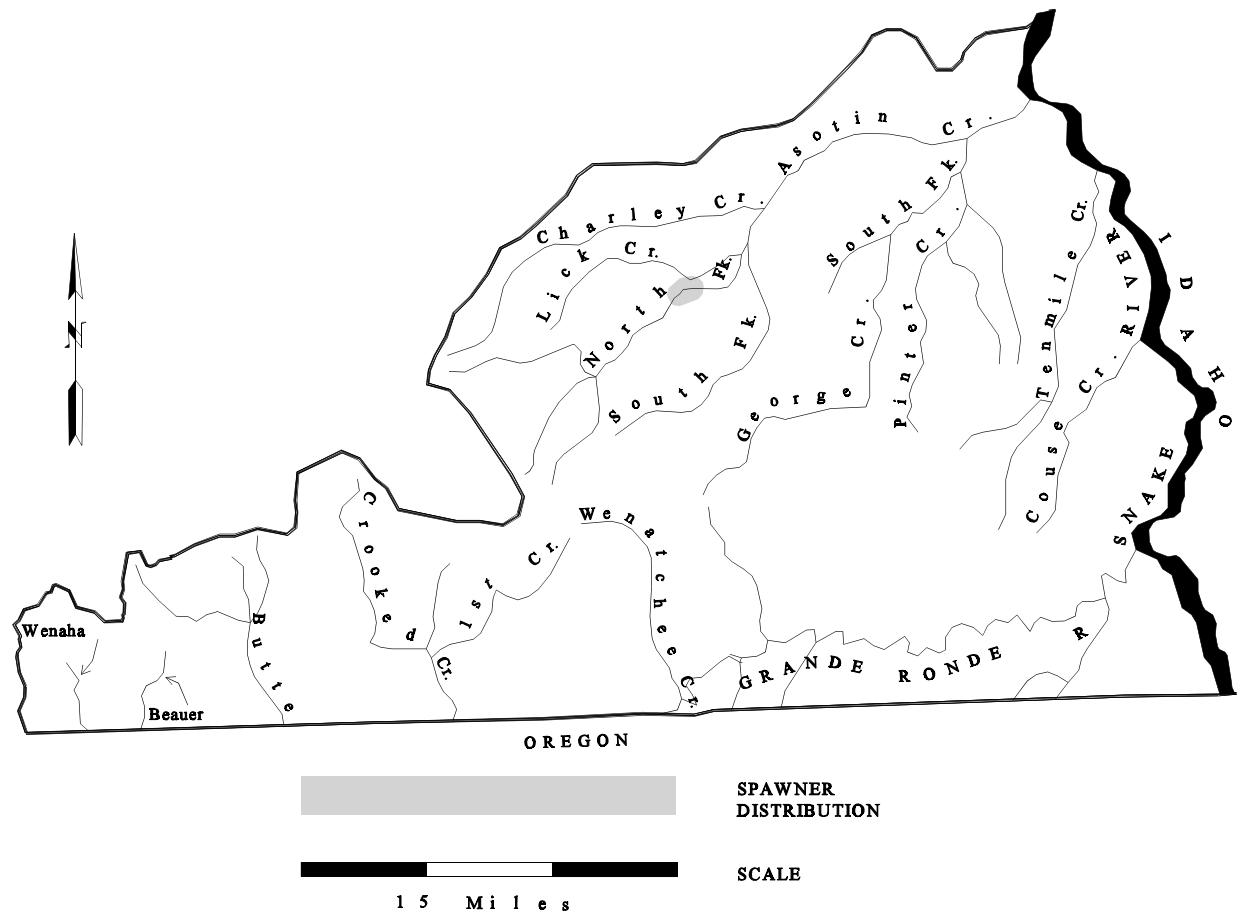 Asotin Cr.
Charley Cr.
South Fk.
Lick Cr.
North Fk.
South Fk.
George Cr.
Pinter Cr.
Tenmile Cr.
Couse Cr.
SNAKE RIVER
IDAHO
N
Crooked Cr.
1st Cr.
Wenatchee Cr.
Butte
Wenaha
Beauer
GRANDE RONDE R
OREGON
SPAWNER
DISTRIBUTION
SCALE
15 Miles